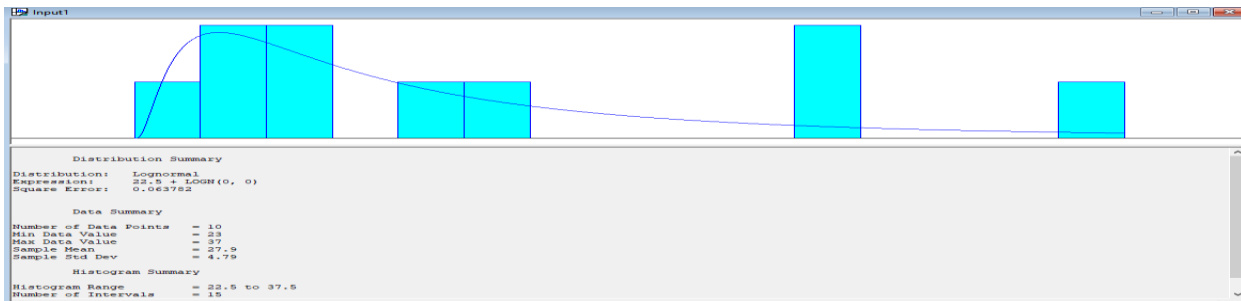 Input1
Distribution Summary
Distribution: Lognormal
Expression: 22.5 + LOGN(0, 0)
Square Error: 0.063782
Data Summary
Number of Data Points = 10
Min Data Value = 23
Max Data Value = 37
Sample Mean = 27.9
Sample Std Dev = 4.79
Histogram Summary
Histogram Range = 22.5 to 37.5
Number of Intervals = 15